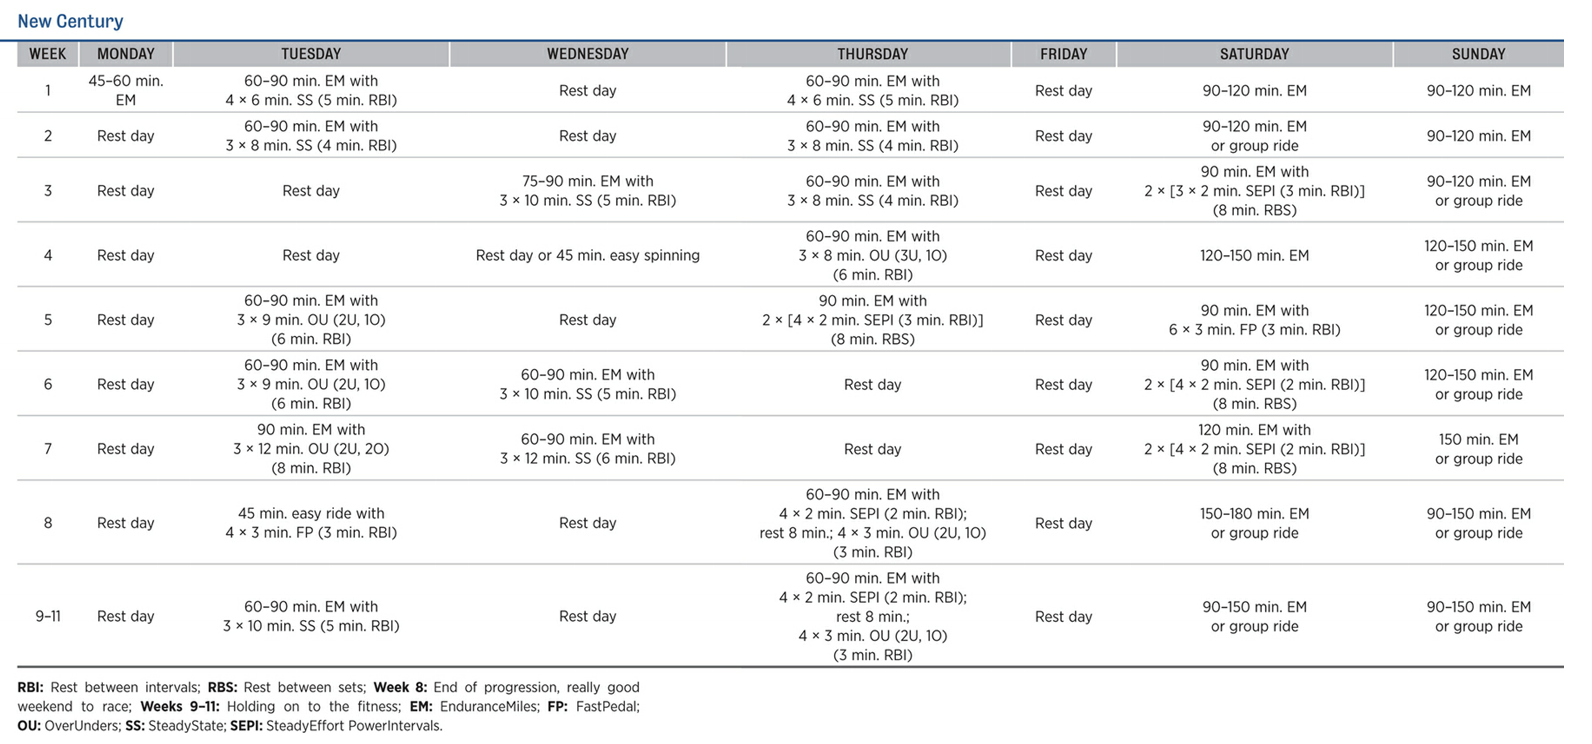 New Century
WEEK MONDAY TUESDAY WEDNESDAY THURSDAY FRIDAY SATURDAY SUNDAY
1
45–60 min.
EM
60–90 min. EM with
4 × 6 min. SS (5 min. RBI)
Rest day
60–90 min. EM with
4 × 6 min. SS (5 min. RBI)
Rest day
90–120 min. EM
90–120 min. EM
2
Rest day
60–90 min. EM with
3 × 8 min. SS (4 min. RBI)
Rest day
60–90 min. EM with
3 × 8 min. SS (4 min. RBI)
Rest day
90–120 min. EM
or group ride
90–120 min. EM
3
Rest day
Rest day
75–90 min. EM with
3 × 10 min. SS (5 min. RBI)
60–90 min. EM with
3 × 8 min. SS (4 min. RBI)
Rest day
90 min. EM with
2 × [3 × 2 min. SEPI (3 min. RBI)]
(8 min. RBS)
90–120 min. EM
or group ride
4
Rest day
Rest day
Rest day or 45 min. easy spinning
60–90 min. EM with
3 × 8 min. OU (3U, 1O)
(6 min. RBI)
Rest day
120–150 min. EM
120–150 min. EM
or group ride
5
Rest day
60–90 min. EM with
3 × 9 min. OU (2U, 1O)
(6 min. RBI)
Rest day
90 min. EM with
2 × [4 × 2 min. SEPI (3 min. RBI)]
(8 min. RBS)
Rest day
90 min. EM with
6 × 3 min. FP (3 min. RBI)
120–150 min. EM
or group ride
6
Rest day
60–90 min. EM with
3 × 9 min. OU (2U, 1O)
(6 min. RBI)
60–90 min. EM with
3 × 10 min. SS (5 min. RBI)
Rest day
Rest day
90 min. EM with
2 × [4 × 2 min. SEPI (2 min. RBI)]
(8 min. RBS)
120–150 min. EM
or group ride
7
Rest day
90 min. EM with
3 × 12 min. OU (2U, 2O)
(8 min. RBI)
60–90 min. EM with
3 × 12 min. SS (6 min. RBI)
Rest day
Rest day
120 min. EM with
2 × [4 × 2 min. SEPI (2 min. RBI)]
(8 min. RBS)
150 min. EM
or group ride
8
Rest day
45 min. easy ride with
4 × 3 min. FP (3 min. RBI)
Rest day
60–90 min. EM with
4 × 2 min. SEPI (2 min. RBI);
rest 8 min.; 4 × 3 min. OU (2U, 1O)
(3 min. RBI)
Rest day
150–180 min. EM
or group ride
90–150 min. EM
or group ride
9–11
Rest day
60–90 min. EM with
3 × 10 min. SS (5 min. RBI)
Rest day
60–90 min. EM with
4 × 2 min. SEPI (2 min. RBI);
rest 8 min.;
4 × 3 min. OU (2U, 1O)
(3 min. RBI)
Rest day
90–150 min. EM
or group ride
90–150 min. EM
or group ride
RBI: Rest between intervals; RBS: Rest between sets; Week 8: End of progression, really good
weekend to race; Weeks 9–11: Holding on to the fitness; EM: EnduranceMiles; FP: FastPedal;
OU: OverUnders; SS: SteadyState; SEPI: SteadyEffort PowerIntervals.